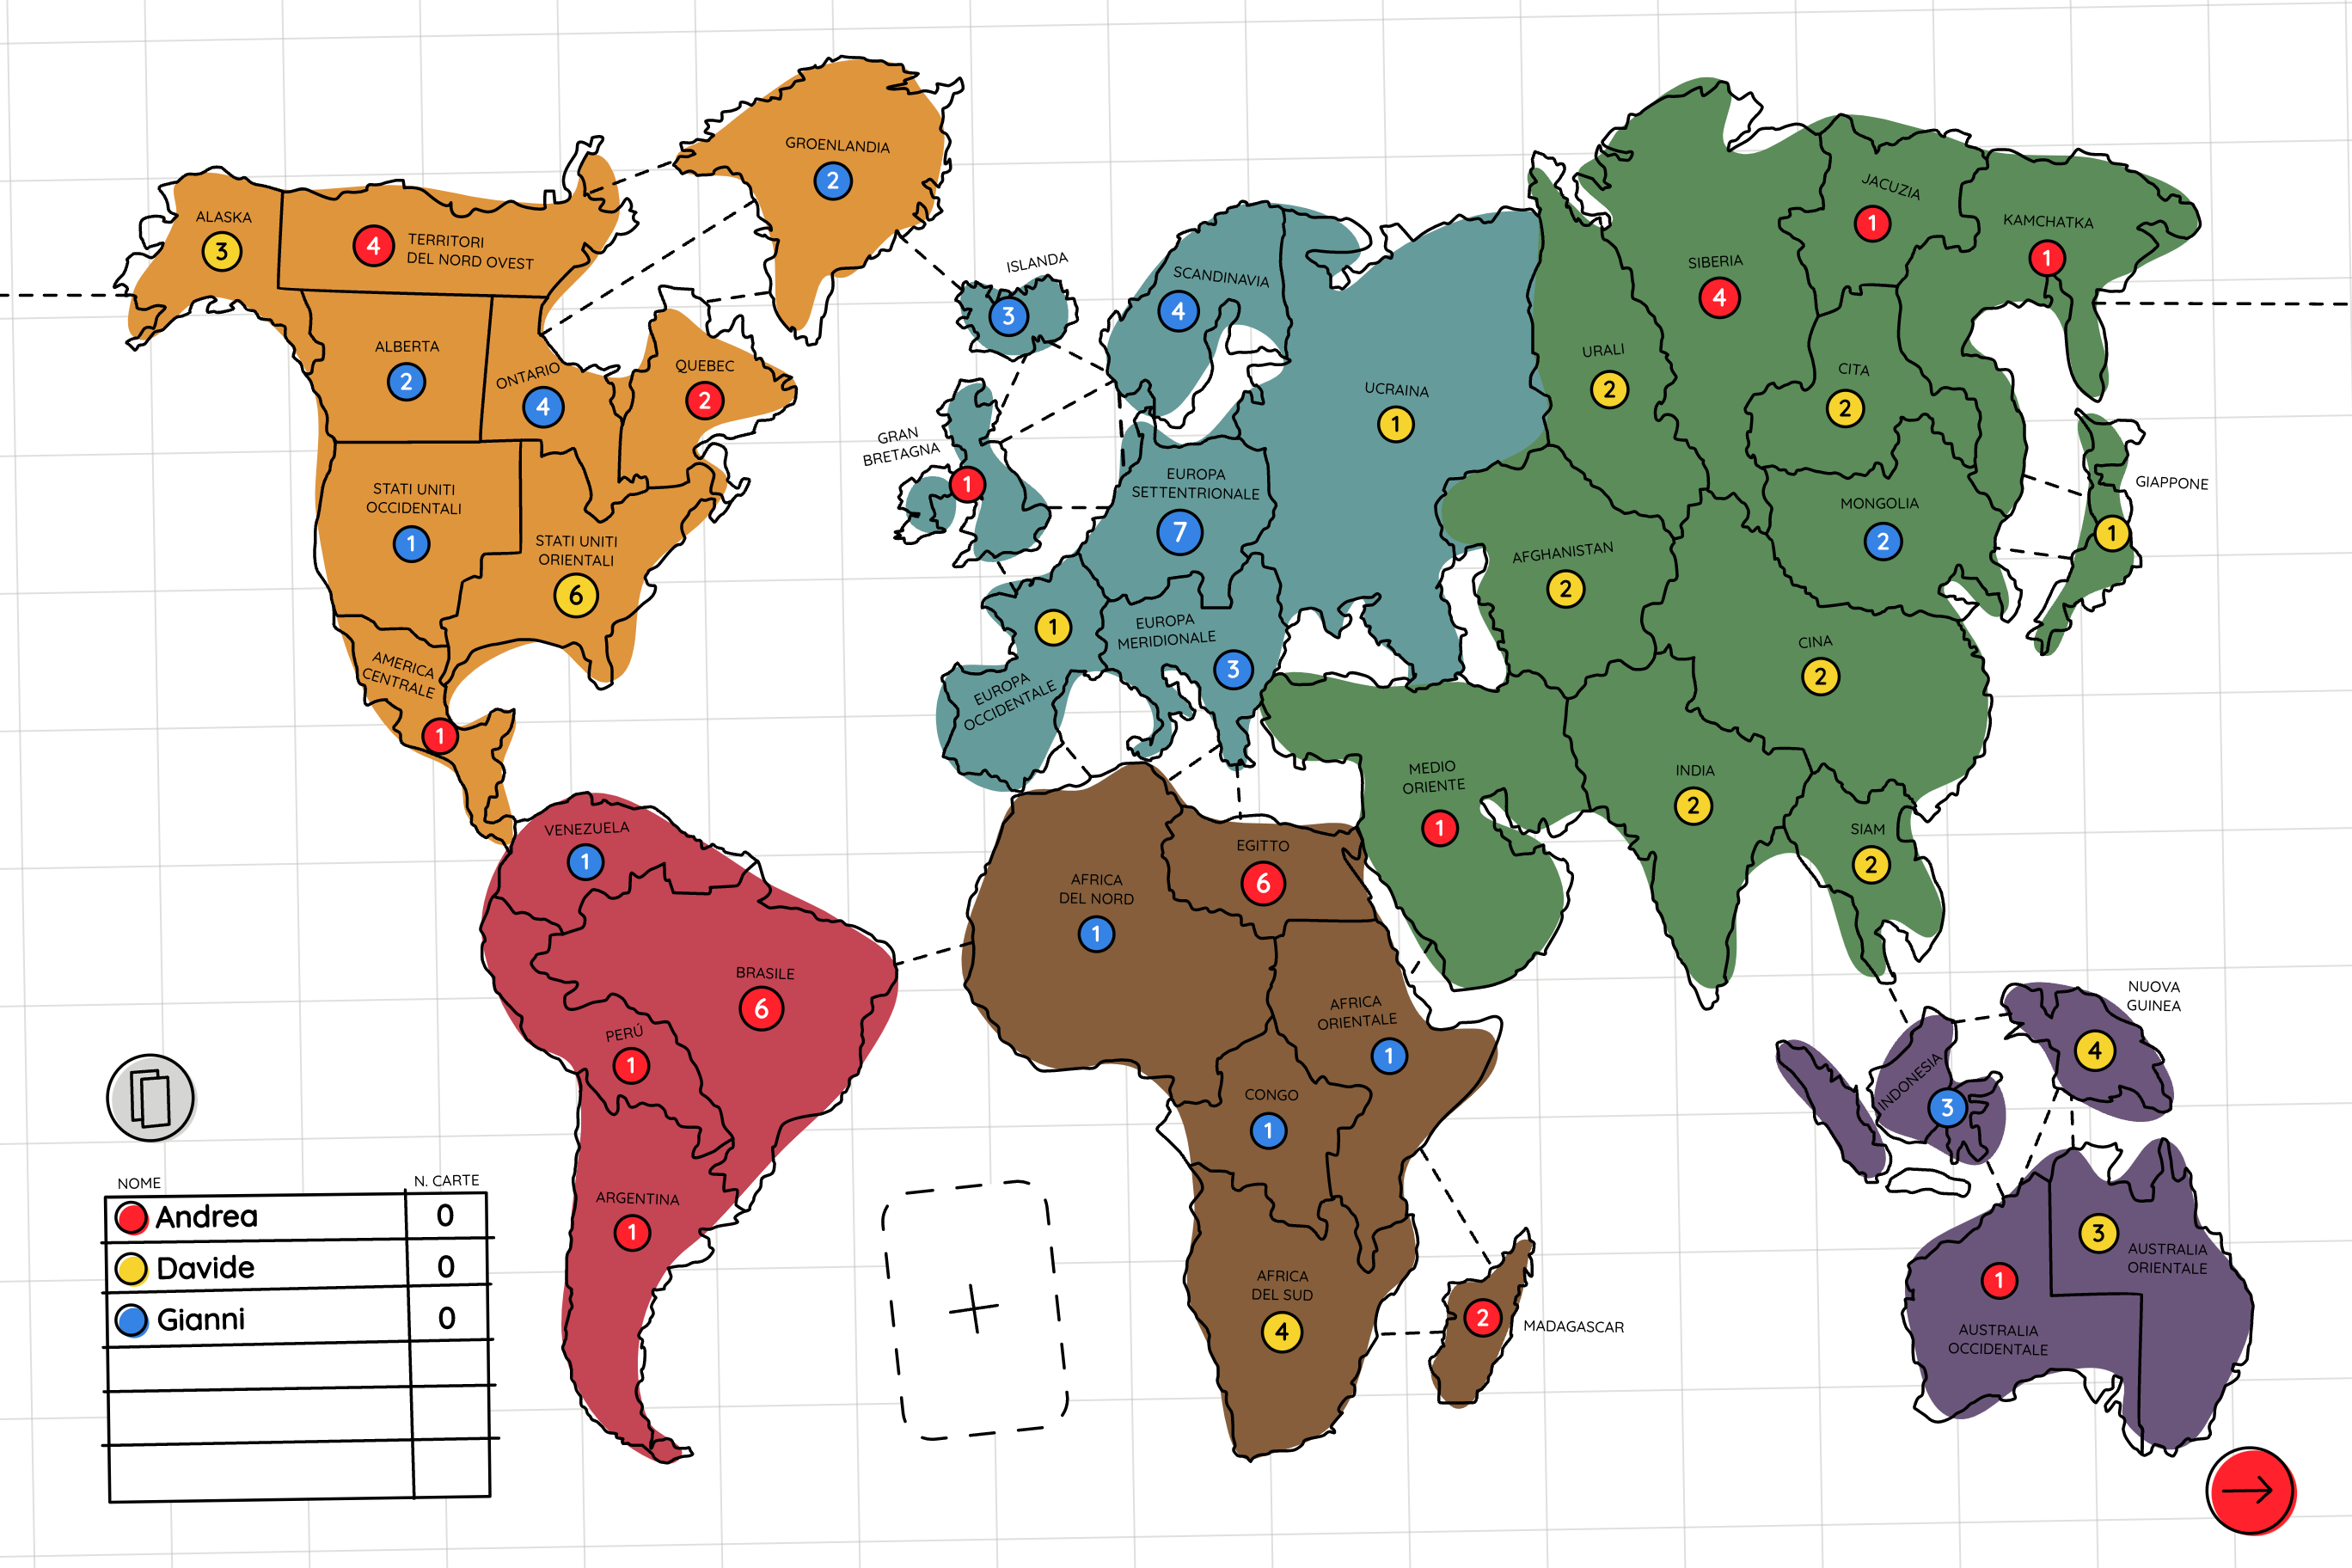 GROENLANDIA
2
ALASKA
3
4
TERRITORI
DEL NORD OVEST
ALBERTA
2
ONTARIO
4
QUEBEC
2
STATI UNITI
OCCIDENTALI
1
STATI UNITI
ORIENTALI
6
AMERICA
CENTRALE
1
VENEZUELA
1
BRASILE
6
PERÚ
1
ARGENTINA
1
ISLANDA
3
SCANDINAVIA
4
GRAN
BRETAGNA
1
UCRAINA
1
EUROPA
SETTENTRIONALE
7
1
EUROPA
OCCIDENTALE
EUROPA
MERIDIONALE
3
AFRICA
DEL NORD
1
EGITTO
6
AFRICA
ORIENTALE
1
CONGO
1
AFRICA
DEL SUD
4
2
MADAGASCAR
URALI
2
SIBERIA
4
JACUZIA
1
KAMCHATKA
1
CITA
2
MONGOLIA
2
GIAPPONE
1
AFGHANISTAN
2
CINA
2
MEDIO
ORIENTE
1
INDIA
2
SIAM
2
INDONESIA
3
NUOVA
GUINEA
4
3
AUSTRALIA
ORIENTALE
1
AUSTRALIA
OCCIDENTALE
NOME N. CARTE
Andrea 0
Davide 0
Gianni 0